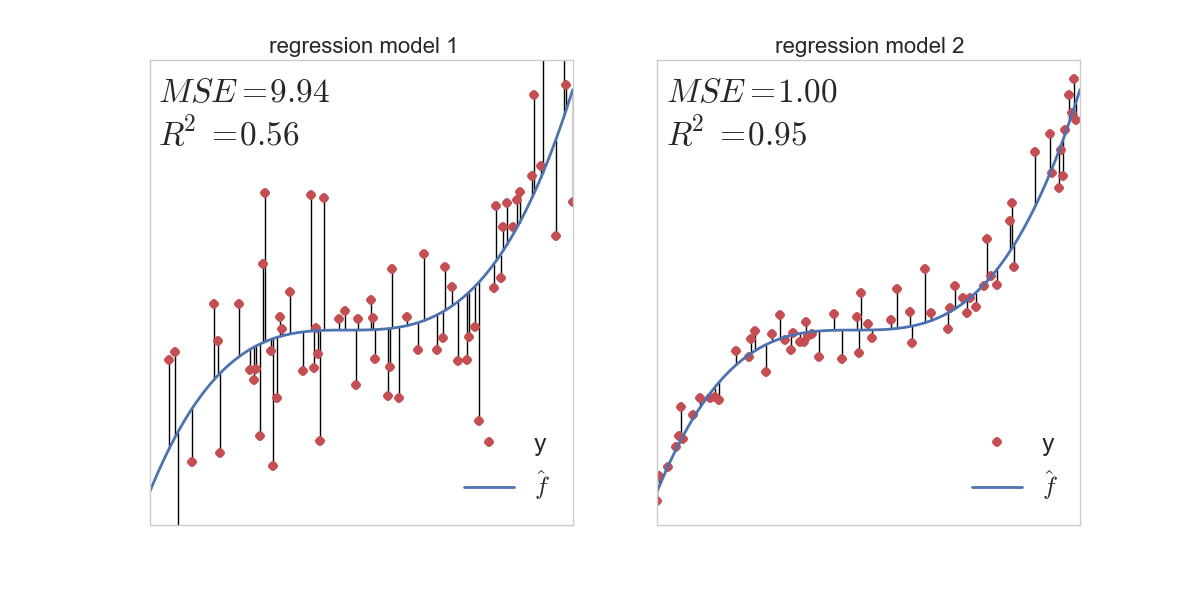 regression model 1
MSE = 9.94
R² = 0.56
y
f̂
regression model 2
MSE = 1.00
R² = 0.95
y
f̂